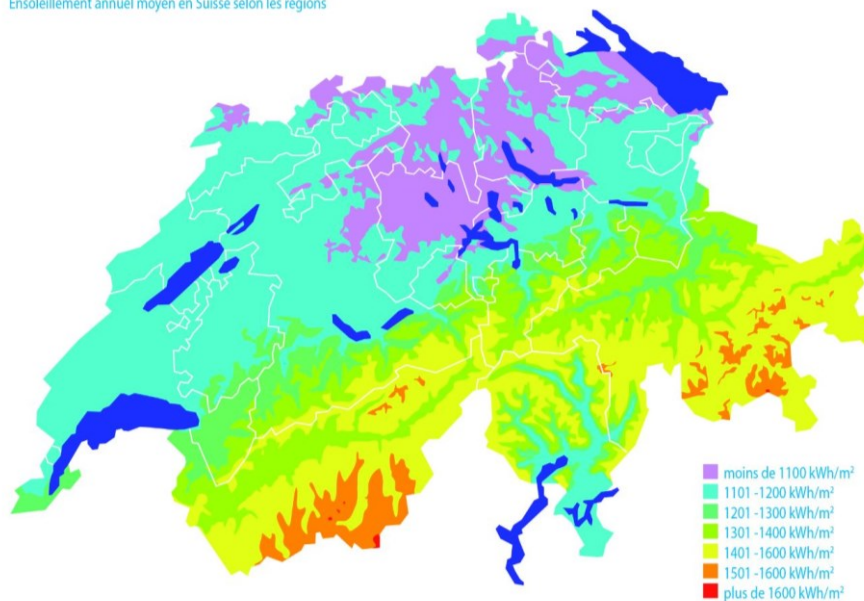 Ensoleillement annuel moyen en Suisse selon les régions
moins de 1100 kWh/m²
1101 -1200 kWh/m²
1201 -1300 kWh/m²
1301 -1400 kWh/m²
1401 -1600 kWh/m²
1501 -1600 kWh/m²
plus de 1600 kWh/m²